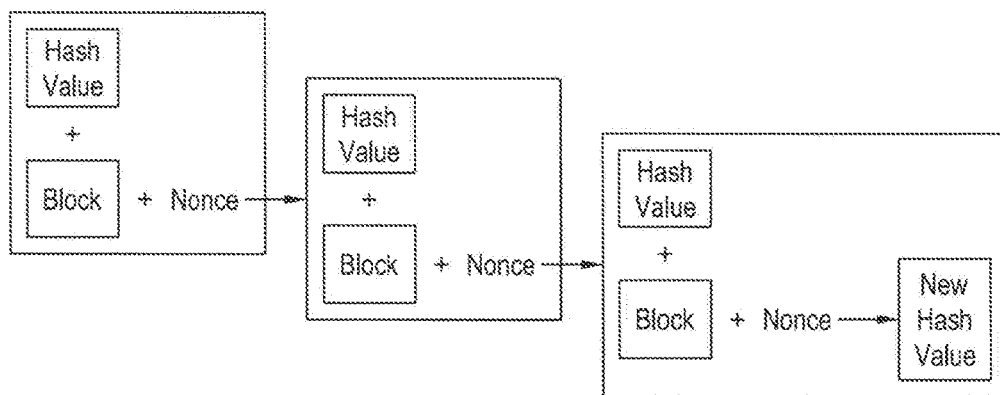 Hash
Value
+
Block + Nonce
Hash
Value
+
Block + Nonce
Hash
Value
+
Block + Nonce
New
Hash
Value